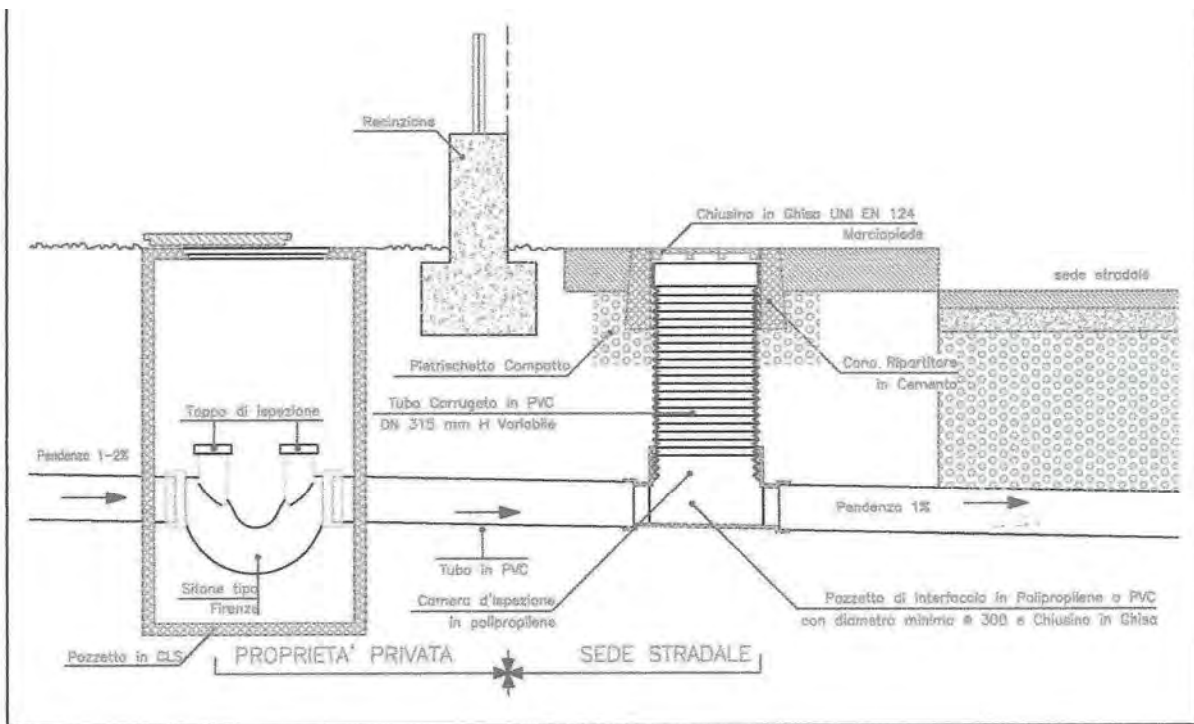 Recinzione
Chiusino in Ghisa UNI EN 124
Marciapiede
sede stradale
Pietrischetto Compatto
Cono. Ripartitore
in Cemento
Tappo di ispezione
Tubo Corrugato in PVC
DN 315 mm H Variabile
Pendenza 1-2%
Pendenza 1%
Tubo in PVC
Sifone tipo
Firenze
Camera d'ispezione
in polipropilene
Pozzetto di Interfaccia in Polipropilene o PVC
con diametro minimo ø 300 e Chiusino in Ghisa
Pozzetto in CLS
PROPRIETA' PRIVATA
SEDE STRADALE